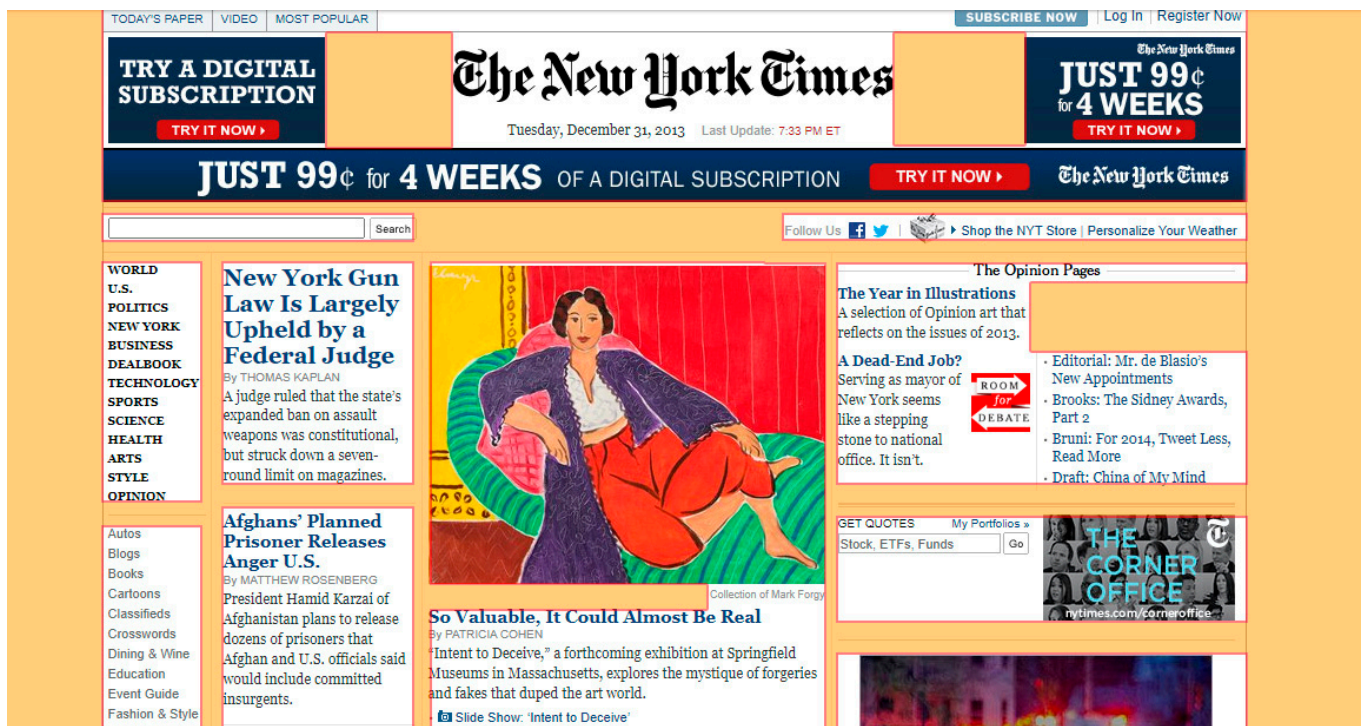 TODAY'S PAPER
VIDEO
MOST POPULAR
SUBSCRIBE NOW
Log In
Register Now
TRY A DIGITAL
SUBSCRIPTION
TRY IT NOW
The New York Times
Tuesday, December 31, 2013 Last Update: 7:33 PM ET
The New York Times
JUST 99¢
for 4 WEEKS
TRY IT NOW
JUST 99¢ for 4 WEEKS OF A DIGITAL SUBSCRIPTION
TRY IT NOW
The New York Times
Search
Follow Us
Shop the NYT Store | Personalize Your Weather
WORLD
U.S.
POLITICS
NEW YORK
BUSINESS
DEALBOOK
TECHNOLOGY
SPORTS
SCIENCE
HEALTH
ARTS
STYLE
OPINION
Autos
Blogs
Books
Cartoons
Classifieds
Crosswords
Dining & Wine
Education
Event Guide
Fashion & Style
New York Gun
Law Is Largely
Upheld by a
Federal Judge
By THOMAS KAPLAN
A judge ruled that the state's
expanded ban on assault
weapons was constitutional,
but struck down a seven-
round limit on magazines.
Afghans' Planned
Prisoner Releases
Anger U.S.
By MATTHEW ROSENBERG
President Hamid Karzai of
Afghanistan plans to release
dozens of prisoners that
Afghan and U.S. officials said
would include committed
insurgents.
Collection of Mark Forgy
So Valuable, It Could Almost Be Real
By PATRICIA COHEN
“Intent to Deceive,” a forthcoming exhibition at Springfield
Museums in Massachusetts, explores the mystique of forgeries
and fakes that duped the art world.
Slide Show: 'Intent to Deceive'
The Opinion Pages
The Year in Illustrations
A selection of Opinion art that
reflects on the issues of 2013.
A Dead-End Job?
Serving as mayor of
New York seems
like a stepping
stone to national
office. It isn't.
ROOM
for
DEBATE
• Editorial: Mr. de Blasio's
New Appointments
• Brooks: The Sidney Awards,
Part 2
• Bruni: For 2014, Tweet Less,
Read More
• Draft: China of My Mind
GET QUOTES
My Portfolios »
Stock, ETFs, Funds
Go
THE
CORNER
OFFICE
nytimes.com/corneroffice